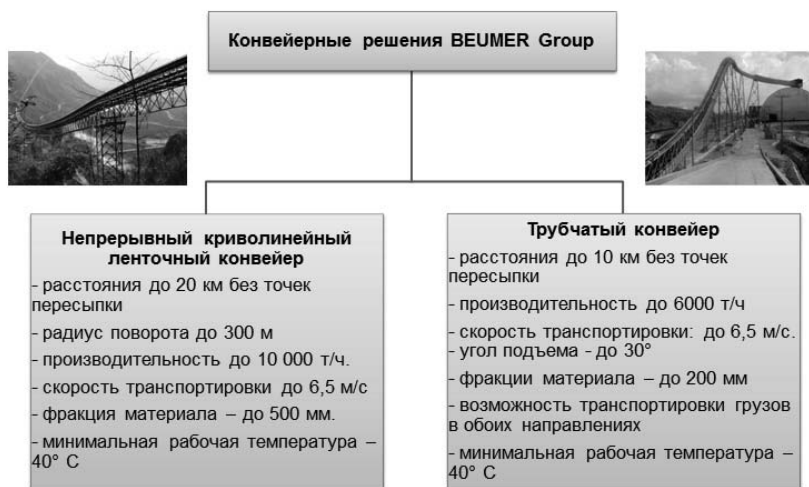 Конвейерные решения BEUMER Group
Непрерывный криволинейный
ленточный конвейер
- расстояния до 20 км без точек
пересыпки
- радиус поворота до 300 м
- производительность до 10 000 т/ч.
- скорость транспортировки до 6,5 м/с
- фракция материала – до 500 мм.
- минимальная рабочая температура –
40° С
Трубчатый конвейер
- расстояния до 10 км без точек
пересыпки
- производительность до 6000 т/ч
- скорость транспортировки: до 6,5 м/с.
- угол подъема - до 30°
- фракции материала – до 200 мм
- возможность транспортировки грузов
в обоих направлениях
- минимальная рабочая температура –
40° С